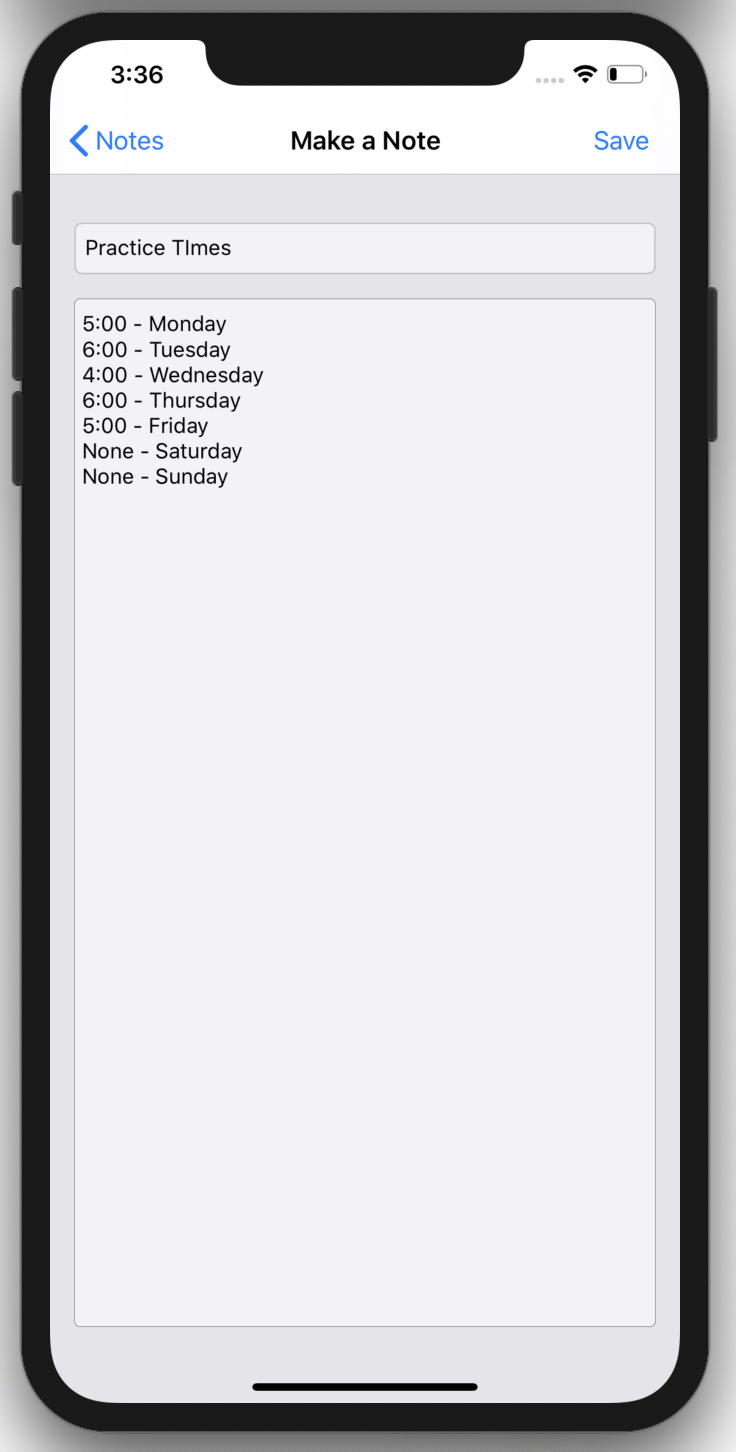 3:36
Notes
Make a Note
Save
Practice TImes
5:00 - Monday
6:00 - Tuesday
4:00 - Wednesday
6:00 - Thursday
5:00 - Friday
None - Saturday
None - Sunday